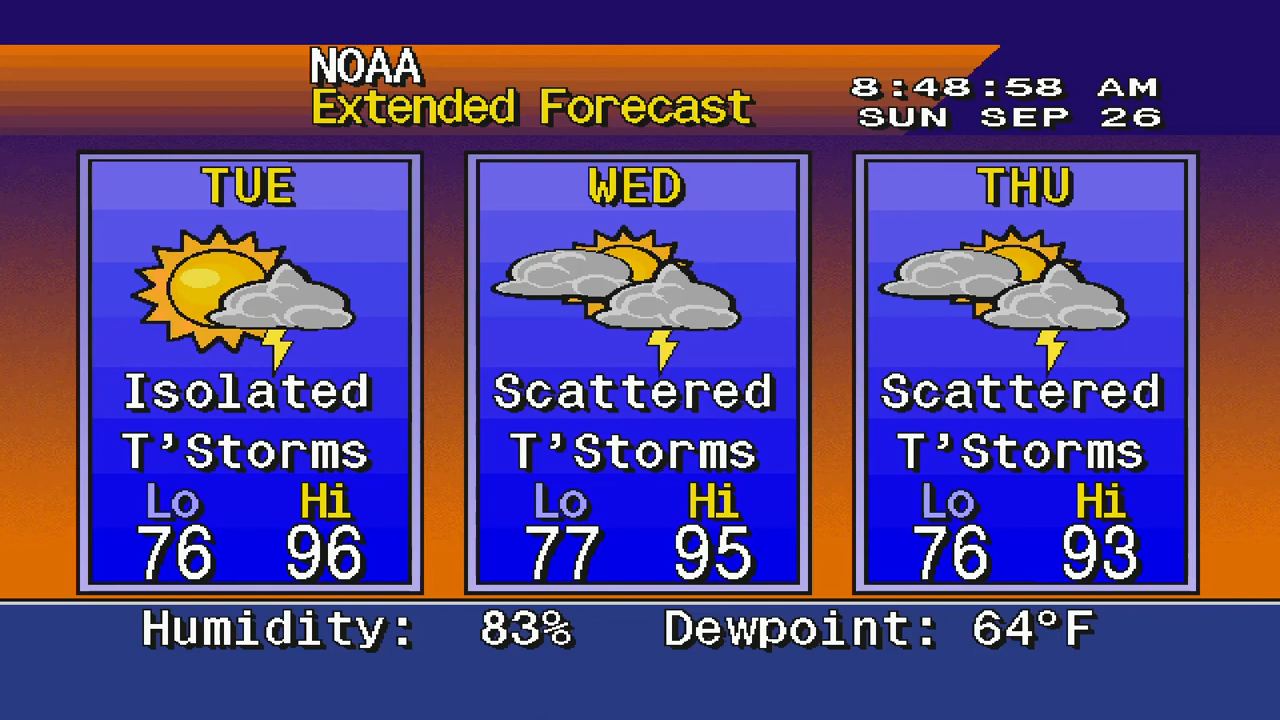 NOAA
Extended Forecast
8:48:58 AM
SUN SEP 26
TUE
Isolated
T'Storms
Lo Hi
76 96
WED
Scattered
T'Storms
Lo Hi
77 95
THU
Scattered
T'Storms
Lo Hi
76 93
Humidity: 83% Dewpoint: 64°F